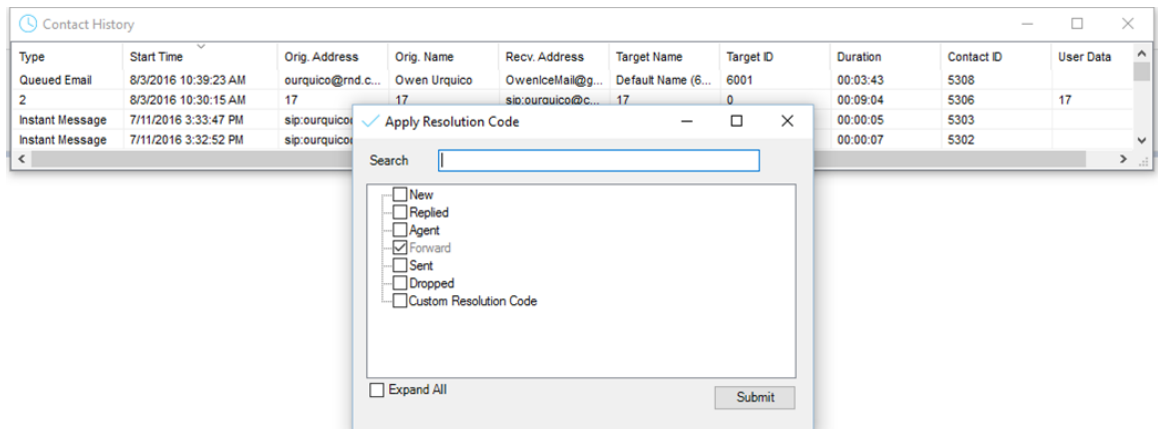 Contact History
Type Start Time Orig. Address Orig. Name Recv. Address Target Name Target ID Duration Contact ID User Data
Queued Email 8/3/2016 10:39:23 AM ourquico@rnd.c... Owen Urquico OwenIceMail@g... Default Name (6... 6001 00:03:43 5308
2 8/3/2016 10:30:15 AM 17 17 sip:ourquico@c... 17 0 00:09:04 5306 17
Instant Message 7/11/2016 3:33:47 PM sip:ourquico 00:00:05 5303
Instant Message 7/11/2016 3:32:52 PM sip:ourquico 00:00:07 5302
Apply Resolution Code
Search
New
Replied
Agent
Forward
Sent
Dropped
Custom Resolution Code
Expand All
Submit